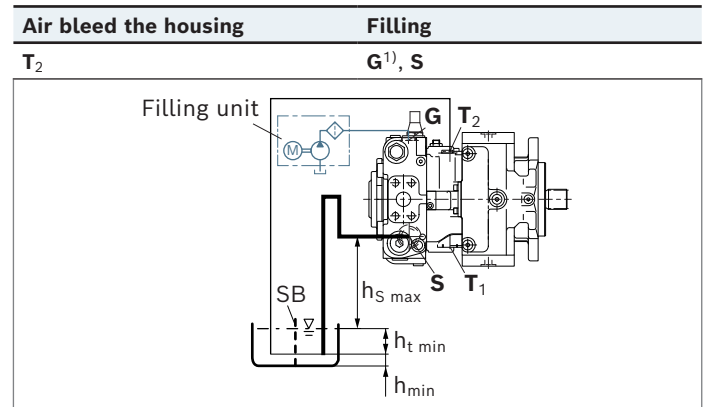 Air bleed the housing Filling
T2 G1), S
Filling unit
G T2
M
S T1
hS max
SB
ht min
hmin